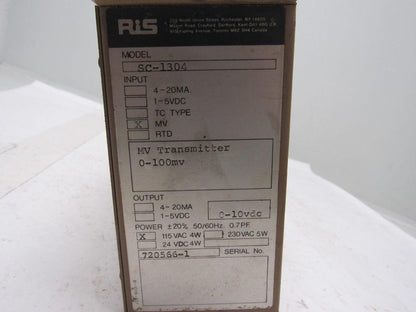 RIS
MODEL
SC-1304
INPUT
4-20MA
1-5VDC
TC TYPE
X MV
RTD
MV Transmitter
0-100mv
OUTPUT
4-20MA
1-5VDC 0-10vdc
POWER ±20% 50/60Hz 0.7PF
X 115 VAC 4W 230VAC 5W
24 VDC 4W
720566-1 SERIAL No.